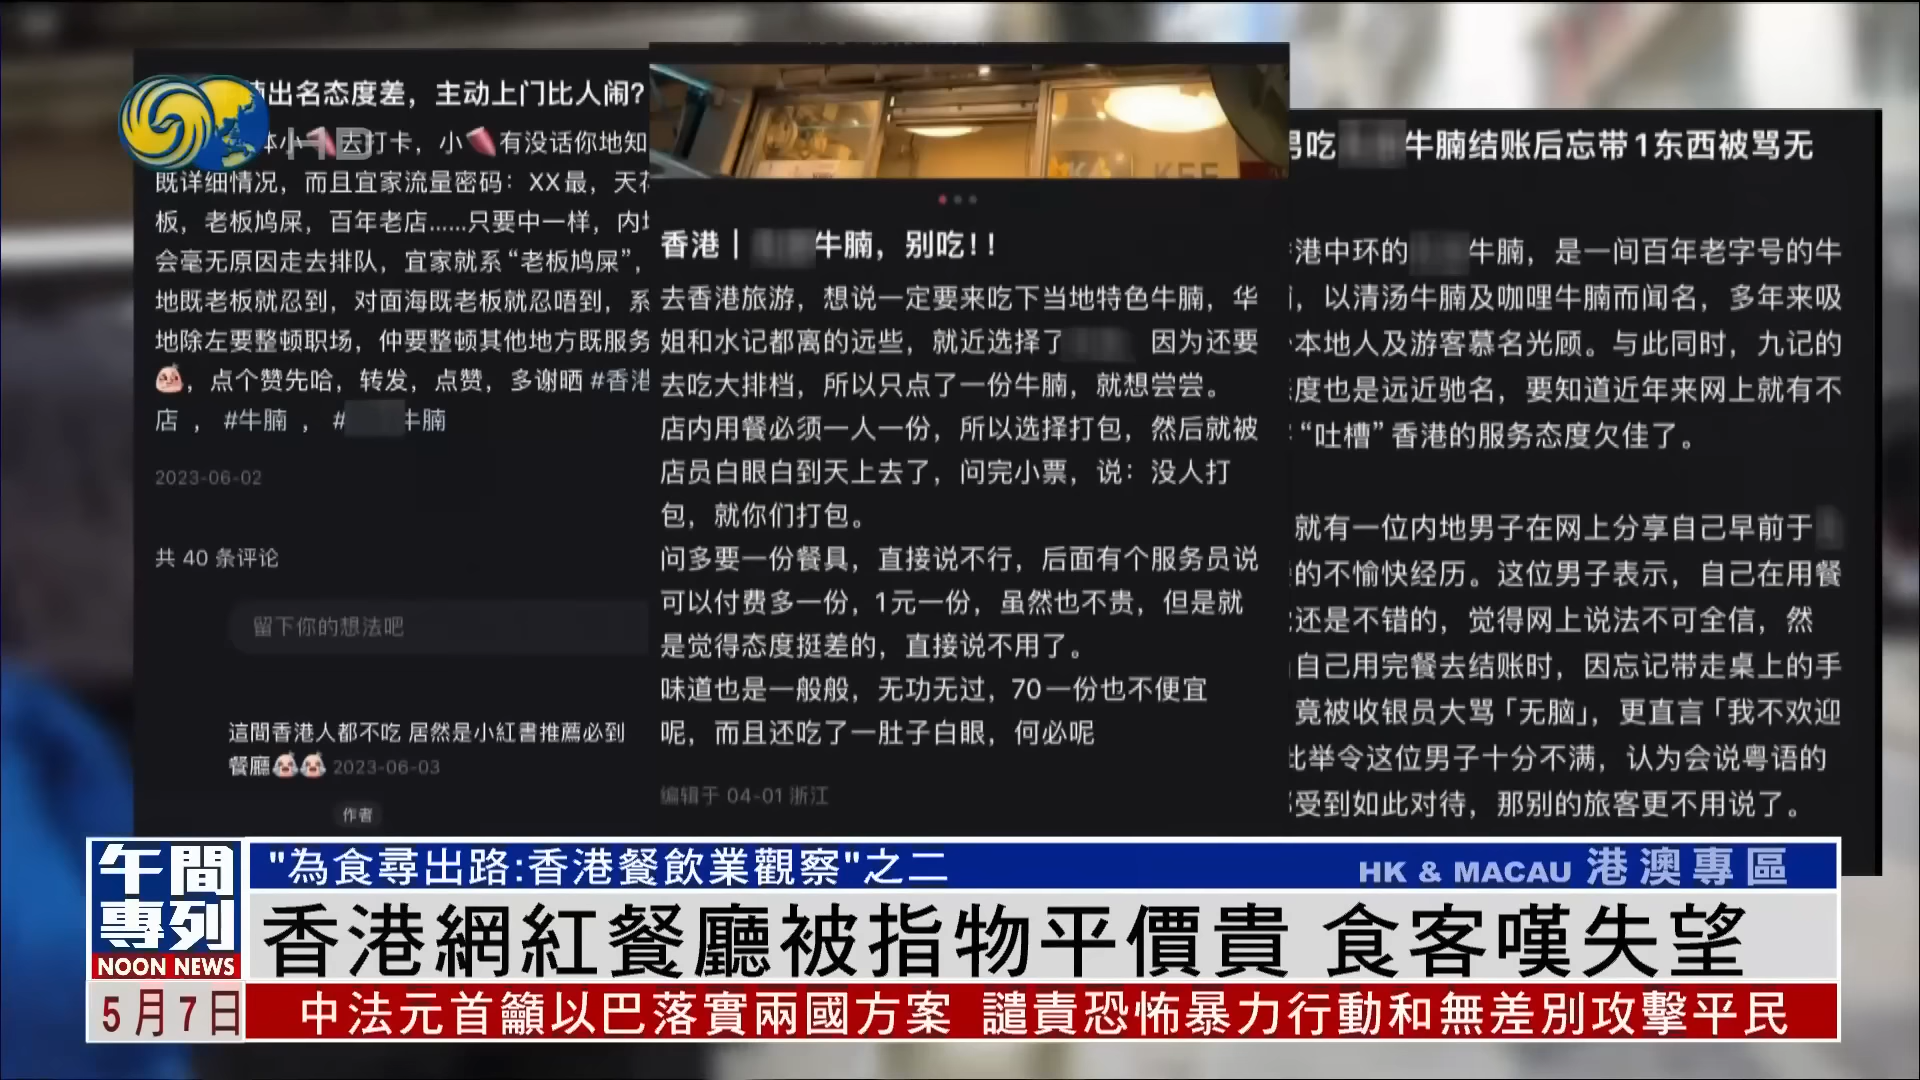 出名态度差，主动上门比人闹?
HD
体小去打卡，小有没话你地知
既详细情况，而且宜家流量密码：XX最，天花
板，老板鸠屎，百年老店……只要中一样，内地
会毫无原因走去排队，宜家就系“老板鸠屎”，
地既老板就忍到，对面海既老板就忍唔到，系
地除左要整顿职场，仲要整顿其他地方既服务
，点个赞先哈，转发，点赞，多谢晒 #香港
店 ， #牛腩 ， #牛腩
2023-06-02
共 40 条评论
留下你的想法吧
這間香港人都不吃 居然是小紅書推薦必到
餐廳 2023-06-03
作者
香港｜牛腩，别吃！！
去香港旅游，想说一定要来吃下当地特色牛腩，华
姐和水记都离的远些，就近选择了 因为还要
去吃大排档，所以只点了一份牛腩，就想尝尝。
店内用餐必须一人一份，所以选择打包，然后就被
店员白眼白到天上去了，问完小票，说：没人打
包，就你们打包。
问多要一份餐具，直接说不行，后面有个服务员说
可以付费多一份，1元一份，虽然也不贵，但是就
是觉得态度挺差的，直接说不用了。
味道也是一般般，无功无过，70一份也不便宜
呢，而且还吃了一肚子白眼，何必呢
编辑于 04-01 浙江
男吃牛腩结账后忘带1东西被骂无
港中环的牛腩，是一间百年老字号的牛
，以清汤牛腩及咖哩牛腩而闻名，多年来吸
本地人及游客慕名光顾。与此同时，九记的
度也是远近驰名，要知道近年来网上就有不
“吐槽”香港的服务态度欠佳了。
就有一位内地男子在网上分享自己早前于
的不愉快经历。这位男子表示，自己在用餐
还是不错的，觉得网上说法不可全信，然
自己用完餐去结账时，因忘记带走桌上的手
竟被收银员大骂「无脑」，更直言「我不欢迎
此举令这位男子十分不满，认为会说粤语的
受到如此对待，那别的旅客更不用说了。
午間
專列
NOON NEWS
"為食尋出路:香港餐飲業觀察"之二
HK & MACAU 港澳專區
香港網紅餐廳被指物平價貴 食客嘆失望
5月7日
中法元首籲以巴落實兩國方案 譴責恐怖暴力行動和無差別攻擊平民